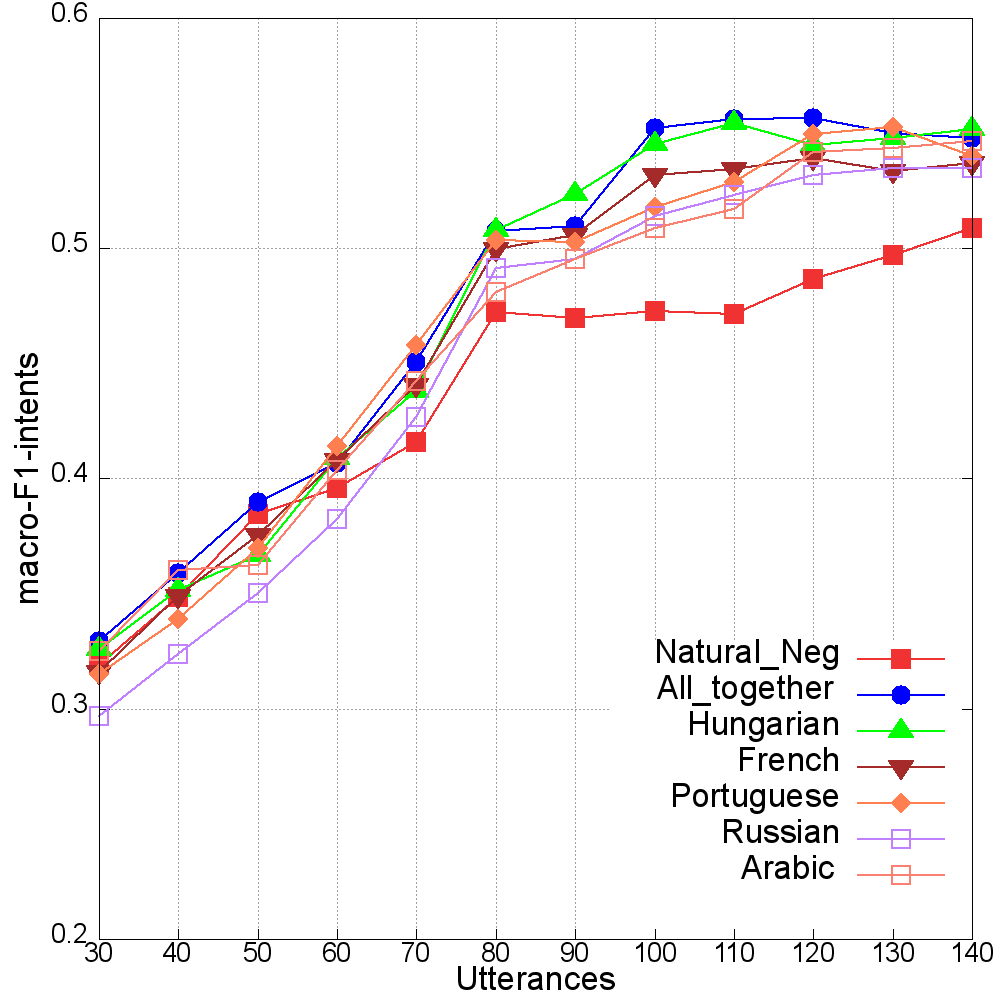 0.6
0.5
0.4
0.3
0.2
macro-F1-intents
Natural_Neg
All_together
Hungarian
French
Portuguese
Russian
Arabic
30 40 50 60 70 80 90 100 110 120 130 140
Utterances